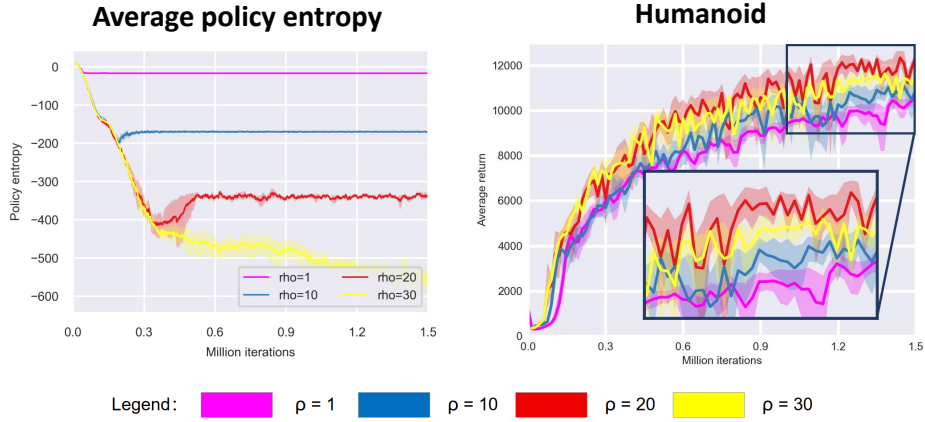 Average policy entropy
0
−100
−200
−300
−400
−500
−600
Policy entropy
rho=1
rho=10
rho=20
rho=30
0.0 0.3 0.6 0.9 1.2 1.5
Million iterations
Humanoid
12000
10000
8000
6000
4000
2000
0
Average return
0.0 0.3 0.6 0.9 1.2 1.5
Million iterations
Legend: ρ = 1 ρ = 10 ρ = 20 ρ = 30